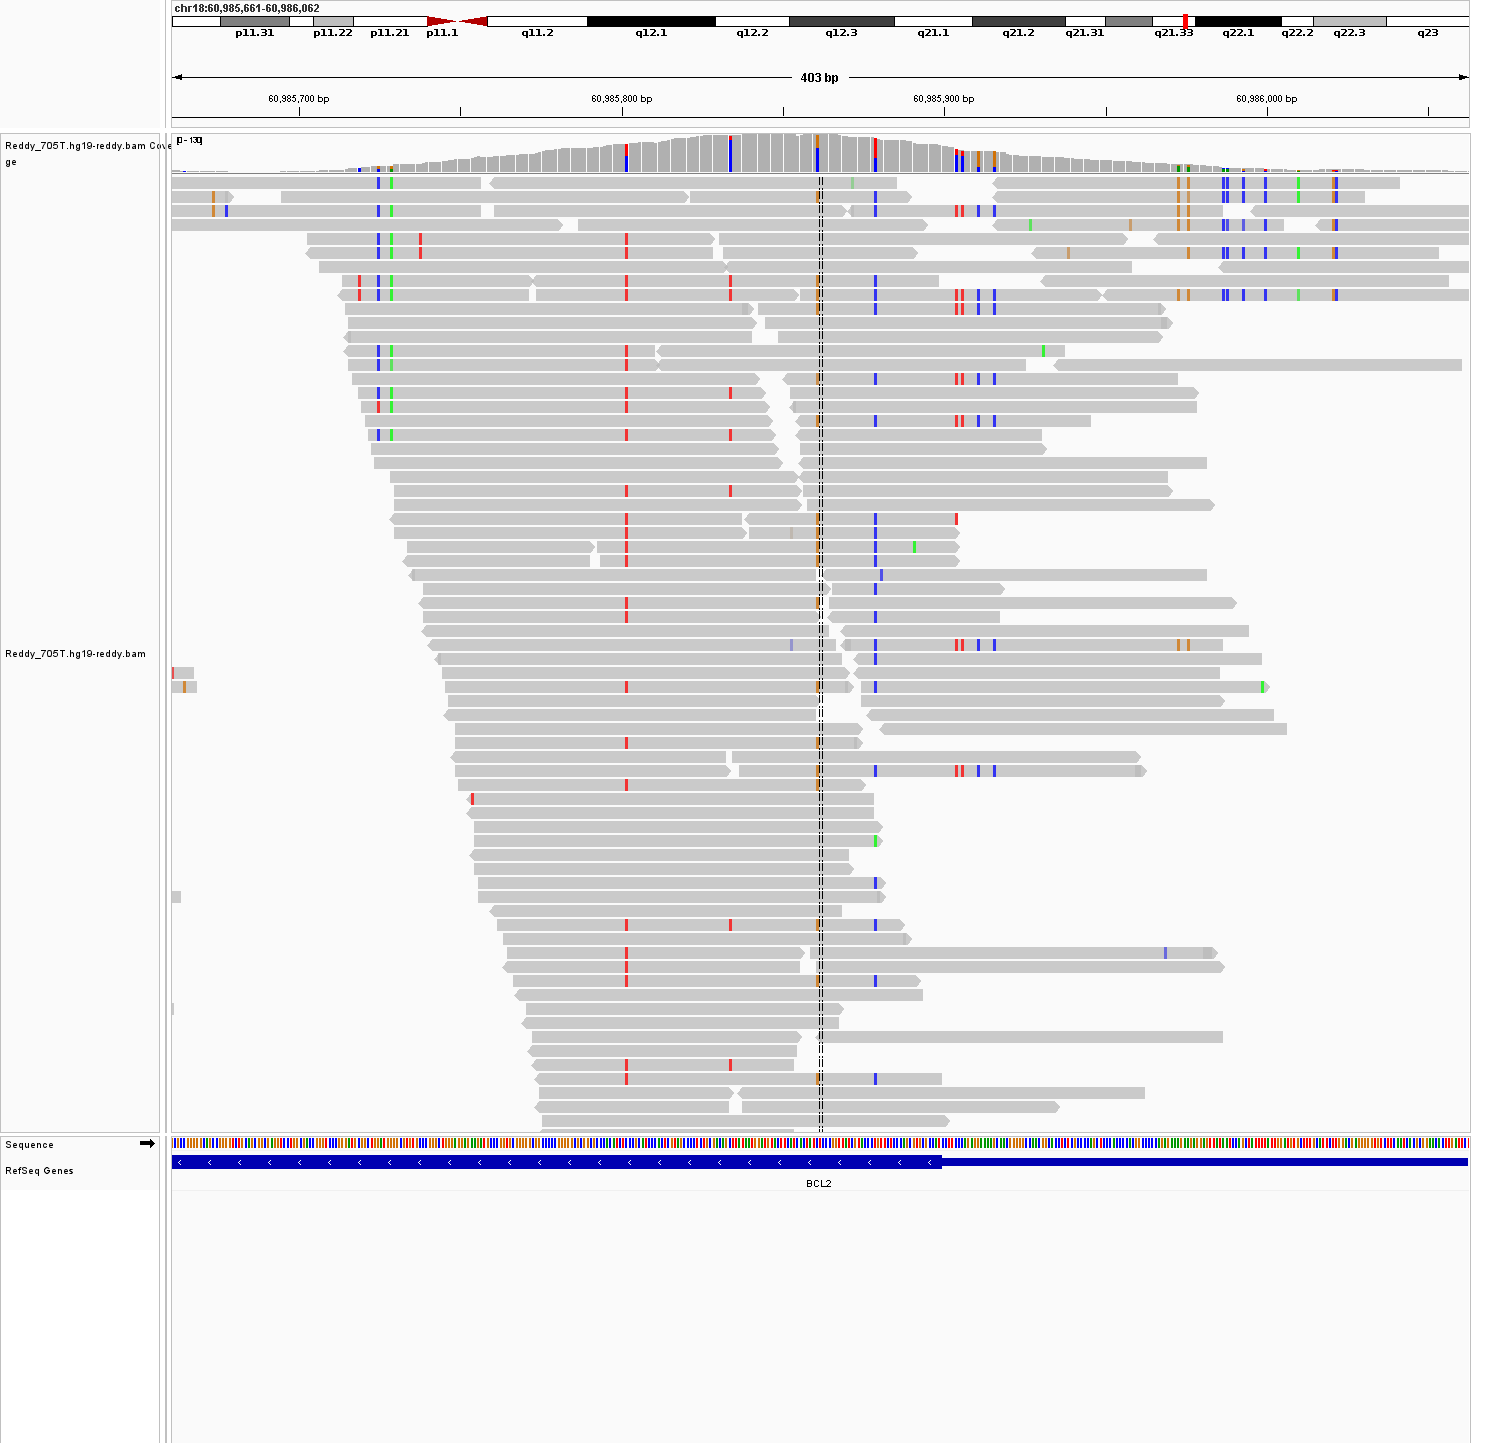 chr18:60,985,661-60,986,062
p11.31 p11.22 p11.21 p11.1 q11.2 q12.1 q12.2 q12.3 q21.1 q21.2 q21.31 q21.33 q22.1 q22.2 q22.3 q23
403 bp
60,985,700 bp 60,985,800 bp 60,985,900 bp 60,986,000 bp
Reddy_705T.hg19-reddy.bam Cove
ge
[0 - 130]
Reddy_705T.hg19-reddy.bam
Sequence
RefSeq Genes
BCL2